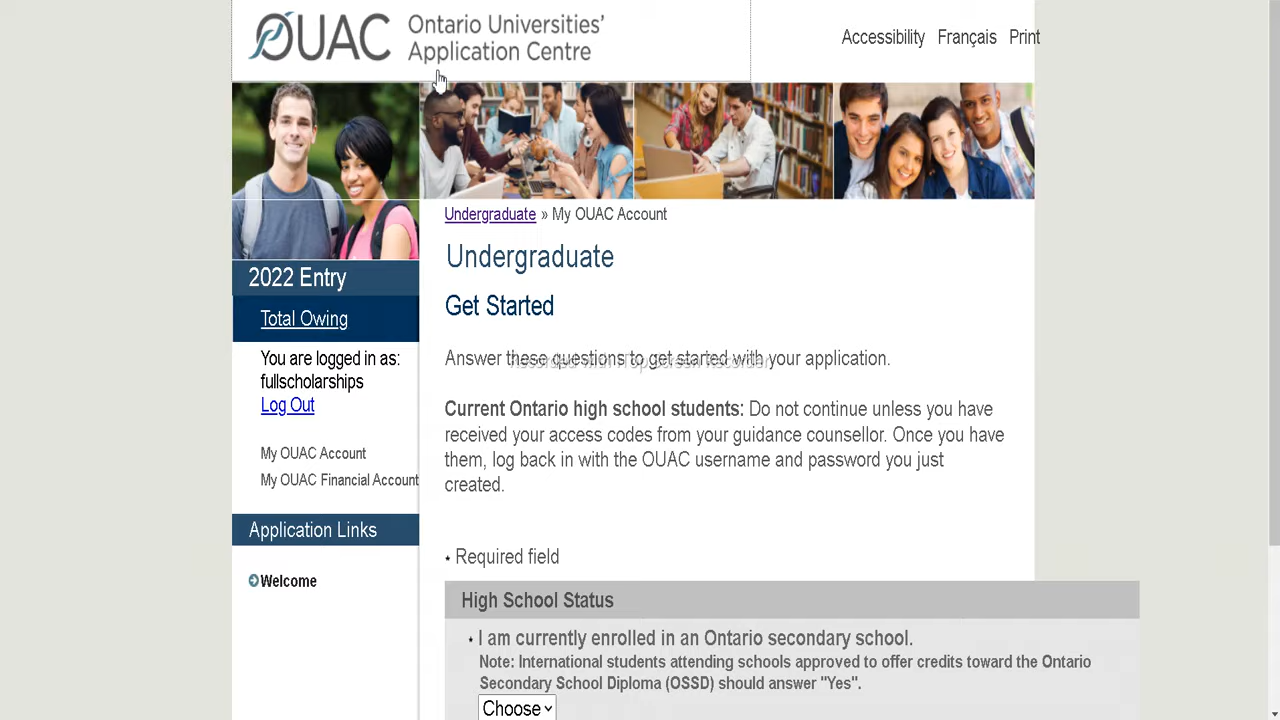 OUAC Ontario Universities'
Application Centre
Accessibility Français Print
Undergraduate » My OUAC Account
Undergraduate
2022 Entry
Get Started
Total Owing
You are logged in as:
fullscholarships
Log Out
Answer these questions to get started with your application.
Recorded with iTop Screen Recorder
Current Ontario high school students: Do not continue unless you have
received your access codes from your guidance counsellor. Once you have
them, log back in with the OUAC username and password you just
created.
My OUAC Account
My OUAC Financial Account
Application Links
Welcome
* Required field
High School Status
* I am currently enrolled in an Ontario secondary school.
Note: International students attending schools approved to offer credits toward the Ontario
Secondary School Diploma (OSSD) should answer "Yes".
Choose